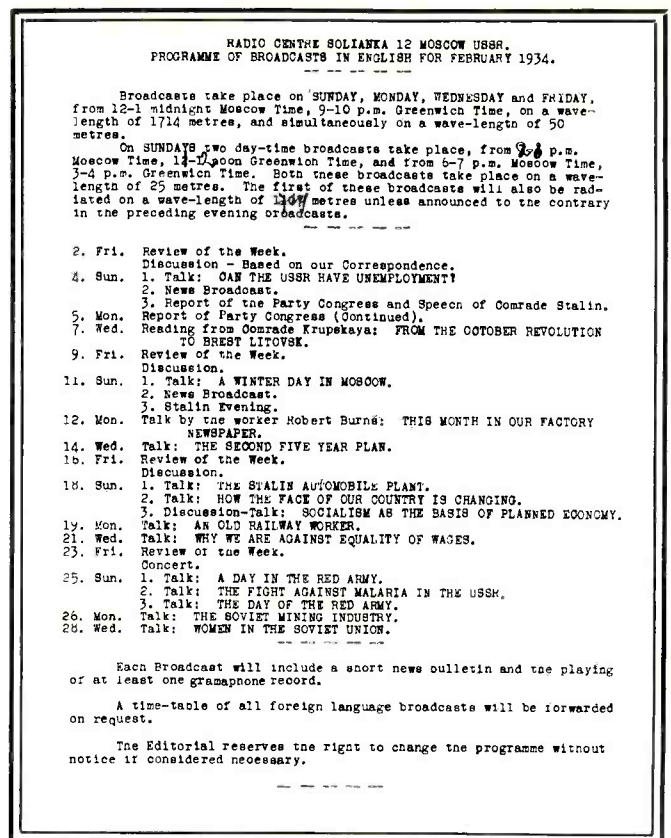 RADIO CENTRE SOLIANKA 12 MOSCOW USSR.
PROGRAMME OF BROADCASTS IN ENGLISH FOR FEBRUARY 1934.
Broadcasts take place on SUNDAY, MONDAY, WEDNESDAY and FRIDAY,
from 12-1 midnight Moscow Time, 9-10 p.m. Greenwich Time, on a wave-
length of 1714 metres, and simultaneously on a wave-length of 50
metres.
On SUNDAYS two day-time broadcasts take place, from p.m.
Moscow Time, noon Greenwich Time, and from 6-7 p.m. Moscow Time,
3-4 p.m. Greenwich Time. Both these broadcasts take place on a wave-
length of 25 metres. The first of these broadcasts will also be rad-
iated on a wave-length of metres unless announced to the contrary
in the preceding evening broadcasts.
2. Fri. Review of the Week.
Discussion - Based on our Correspondence.
4. Sun. 1. Talk: CAN THE USSR HAVE UNEMPLOYMENT?
2. News Broadcast.
3. Report of the Party Congress and Speech of Comrade Stalin.
5. Mon. Report of Party Congress (Continued).
7. Wed. Reading from Comrade Krupskaya: FROM THE OCTOBER REVOLUTION
TO BREST LITOVSK.
9. Fri. Review of the Week.
Discussion.
11. Sun. 1. Talk: A WINTER DAY IN MOSCOW.
2. News Broadcast.
3. Stalin Evening.
12. Mon. Talk by the worker Robert Burns: THIS MONTH IN OUR FACTORY
NEWSPAPER.
14. Wed. Talk: THE SECOND FIVE YEAR PLAN.
16. Fri. Review of the Week.
Discussion.
18. Sun. 1. Talk: THE STALIN AUTOMOBILE PLANT.
2. Talk: HOW THE FACE OF OUR COUNTRY IS CHANGING.
3. Discussion-Talk: SOCIALISM AS THE BASIS OF PLANNED ECONOMY.
19. Mon. Talk: AN OLD RAILWAY WORKER.
21. Wed. Talk: WHY WE ARE AGAINST EQUALITY OF WAGES.
23. Fri. Review of the Week.
Concert.
25. Sun. 1. Talk: A DAY IN THE RED ARMY.
2. Talk: THE FIGHT AGAINST MALARIA IN THE USSR.
3. Talk: THE DAY OF THE RED ARMY.
26. Mon. Talk: THE SOVIET MINING INDUSTRY.
28. Wed. Talk: WOMEN IN THE SOVIET UNION.
Each Broadcast will include a short news bulletin and the playing
of at least one gramaphone record.
A time-table of all foreign language broadcasts will be forwarded
on request.
The Editorial reserves the right to change the programme without
notice if considered necessary.